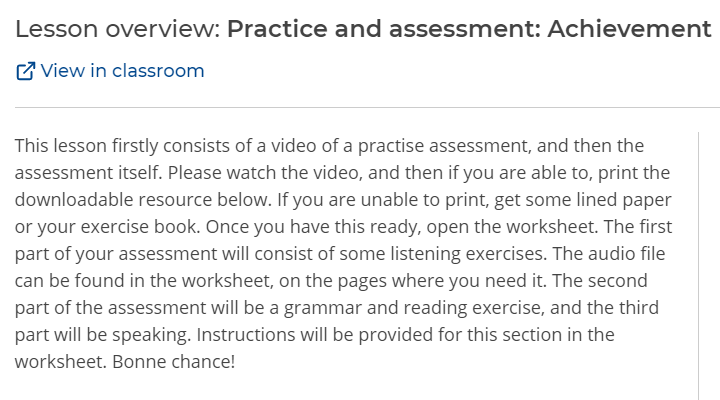 Lesson overview: Practice and assessment: Achievement
View in classroom
This lesson firstly consists of a video of a practise assessment, and then the
assessment itself. Please watch the video, and then if you are able to, print the
downloadable resource below. If you are unable to print, get some lined paper
or your exercise book. Once you have this ready, open the worksheet. The first
part of your assessment will consist of some listening exercises. The audio file
can be found in the worksheet, on the pages where you need it. The second
part of the assessment will be a grammar and reading exercise, and the third
part will be speaking. Instructions will be provided for this section in the
worksheet. Bonne chance!